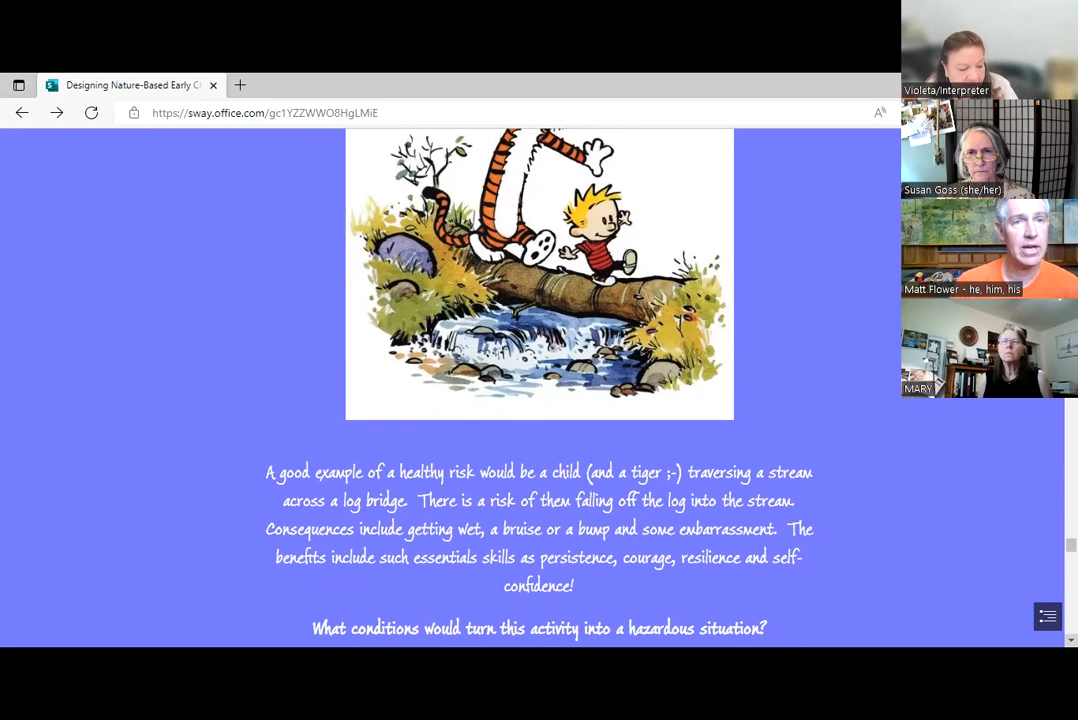 Designing Nature-Based Early C
https://sway.office.com/gc1YZZWWO8HgLMiE
Violeta/Interpreter
Susan Goss (she/her)
Matt Flower - he, him, his
MARY
A good example of a healthy risk would be a child (and a tiger ;-) traversing a stream
across a log bridge. There is a risk of them falling off the log into the stream.
Consequences include getting wet, a bruise or a bump and some embarrassment. The
benefits include such essentials skills as persistence, courage, resilience and self-
confidence!
What conditions would turn this activity into a hazardous situation?